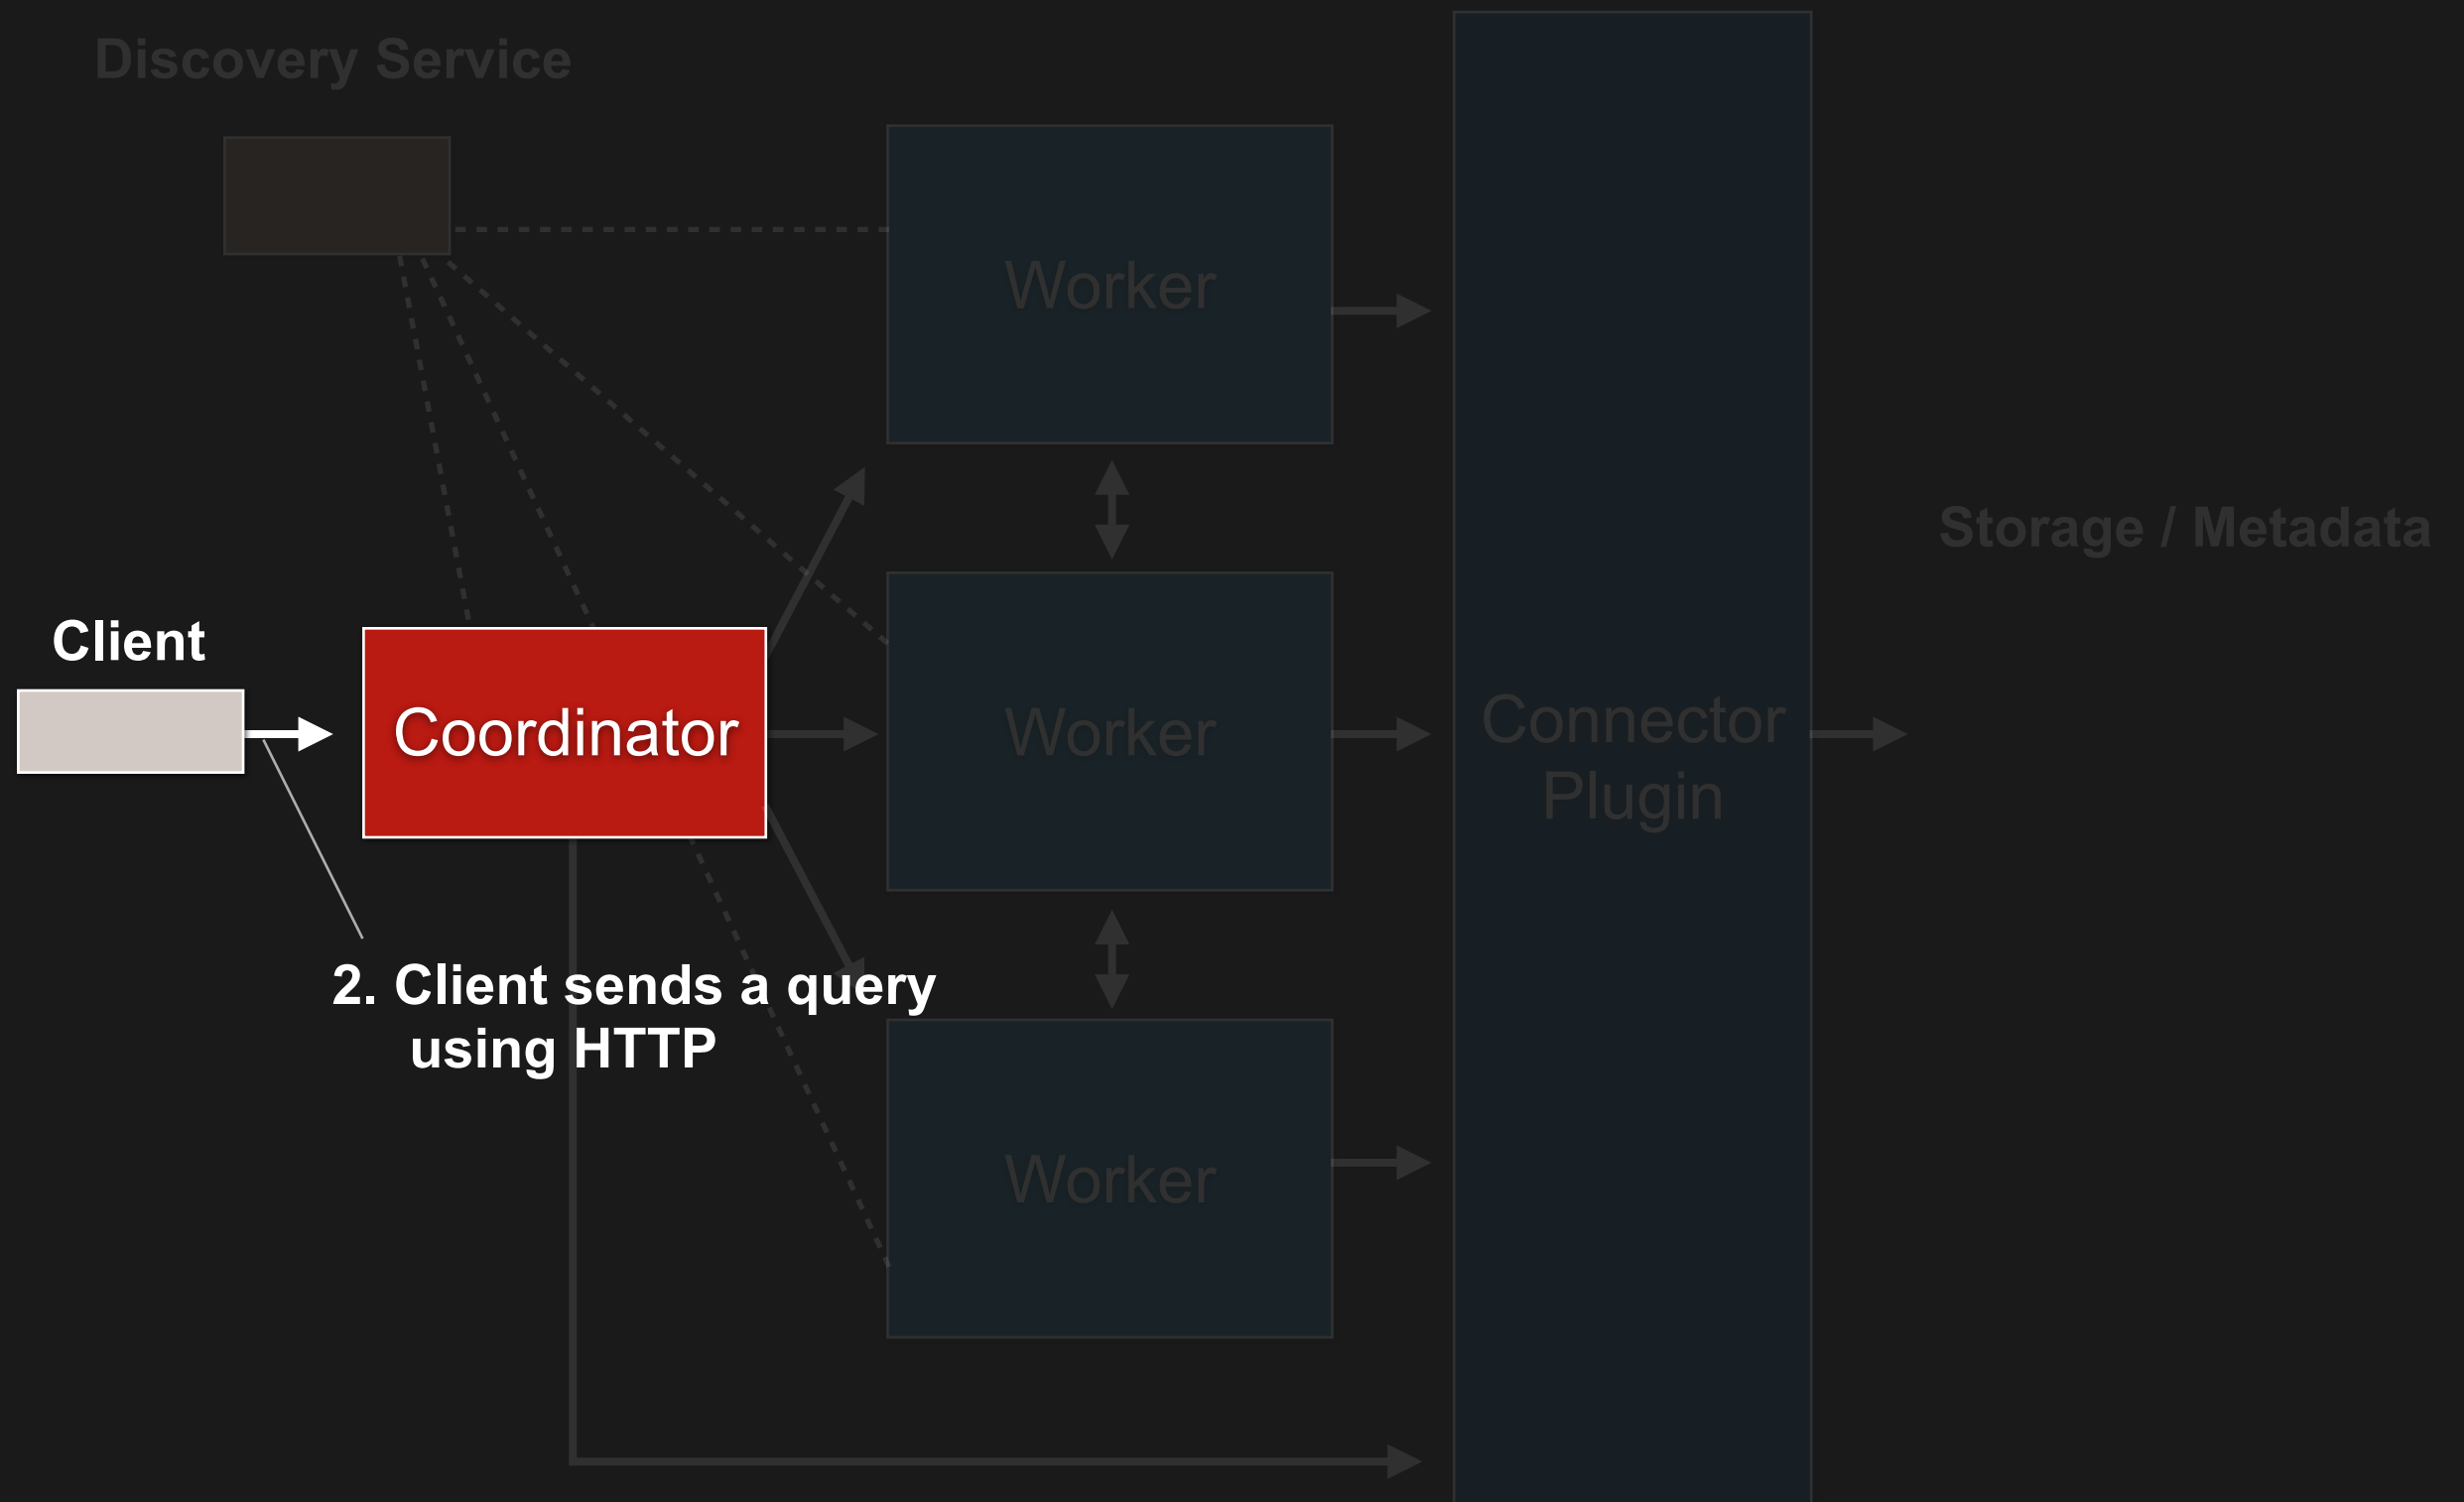 Discovery Service
Worker
Storage / Metadata
Client
Coordinator
Worker
Connector
Plugin
2. Client sends a query
using HTTP
Worker